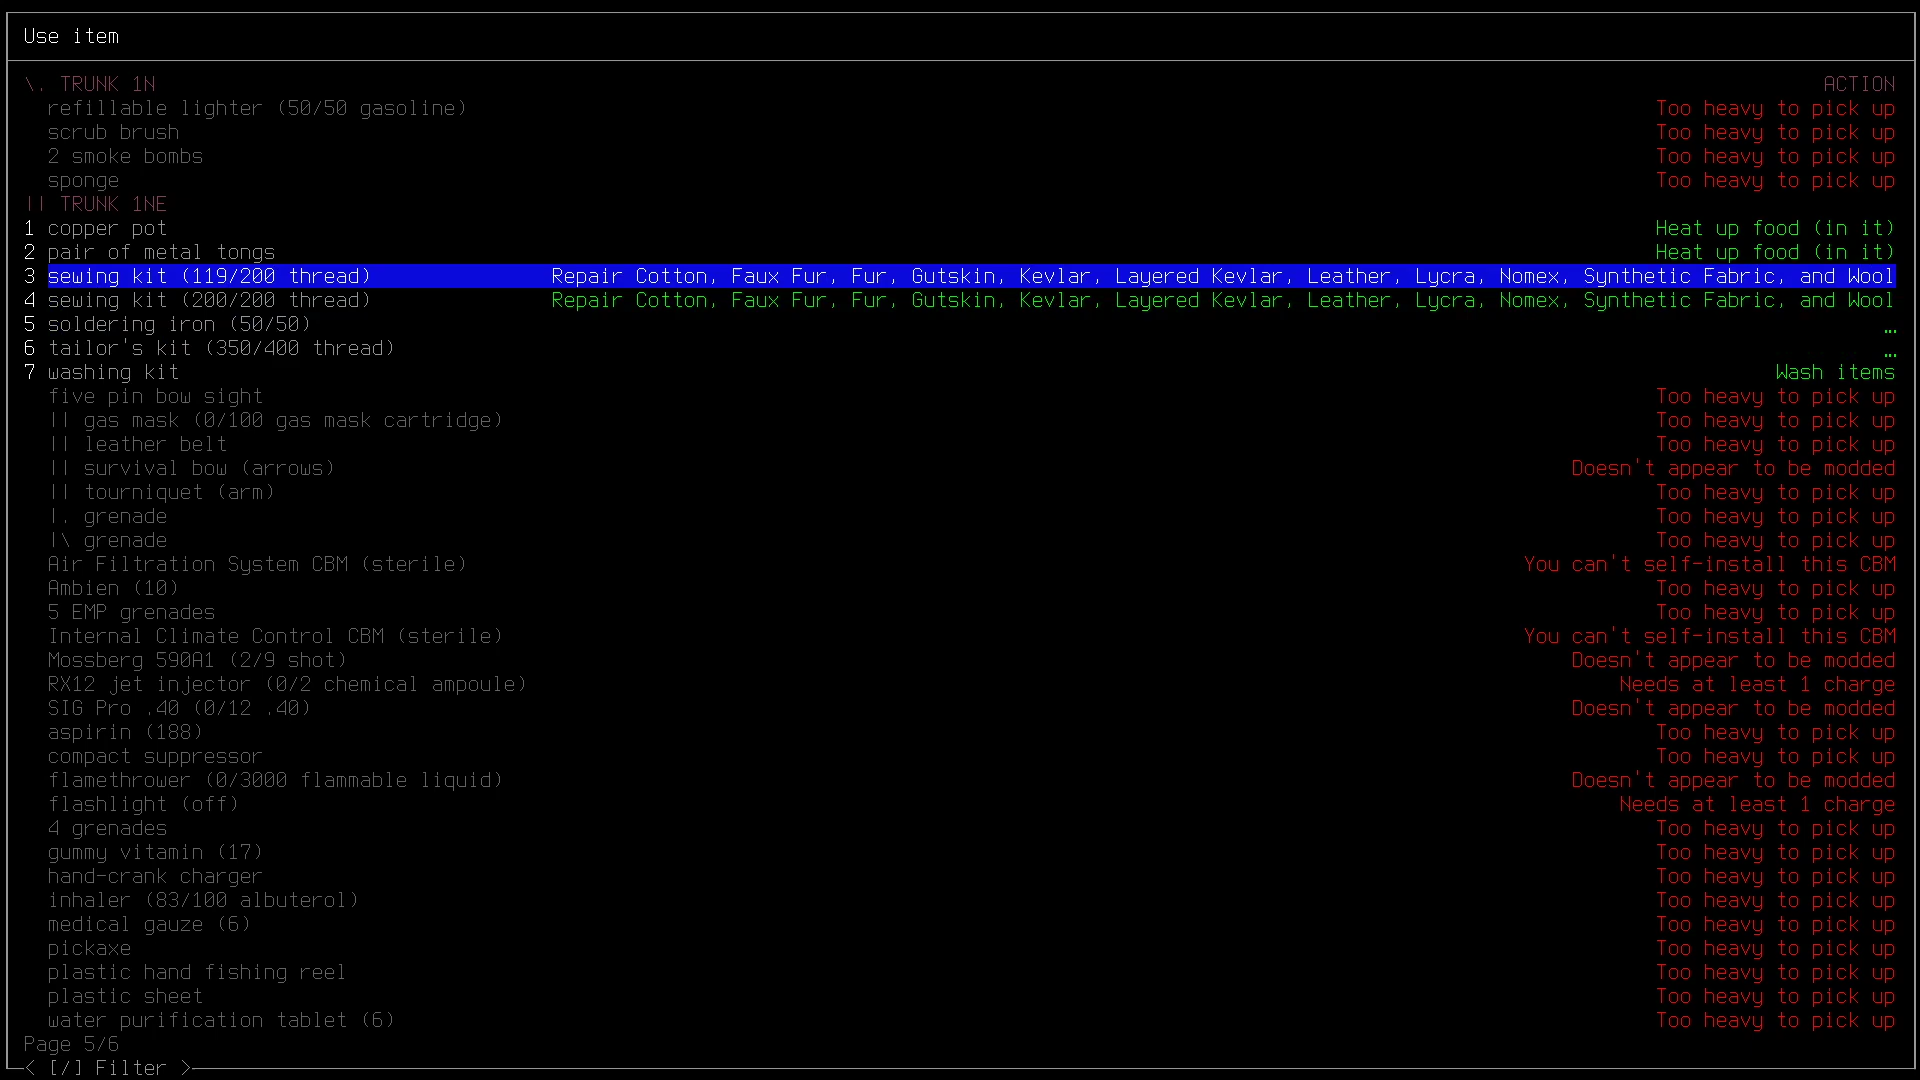 Use item
\. TRUNK 1N ACTION
refillable lighter (50/50 gasoline) Too heavy to pick up
scrub brush Too heavy to pick up
2 smoke bombs Too heavy to pick up
sponge Too heavy to pick up
|| TRUNK 1NE
1 copper pot Heat up food (in it)
2 pair of metal tongs Heat up food (in it)
3 sewing kit (119/200 thread) Repair Cotton, Faux Fur, Fur, Gutskin, Kevlar, Layered Kevlar, Leather, Lycra, Nomex, Synthetic Fabric, and Wool
4 sewing kit (200/200 thread) Repair Cotton, Faux Fur, Fur, Gutskin, Kevlar, Layered Kevlar, Leather, Lycra, Nomex, Synthetic Fabric, and Wool
5 soldering iron (50/50) …
6 tailor's kit (350/400 thread) …
7 washing kit Wash items
five pin bow sight Too heavy to pick up
|| gas mask (0/100 gas mask cartridge) Too heavy to pick up
|| leather belt Too heavy to pick up
|| survival bow (arrows) Doesn't appear to be modded
|| tourniquet (arm) Too heavy to pick up
|. grenade Too heavy to pick up
|\ grenade Too heavy to pick up
Air Filtration System CBM (sterile) You can't self-install this CBM
Ambien (10) Too heavy to pick up
5 EMP grenades Too heavy to pick up
Internal Climate Control CBM (sterile) You can't self-install this CBM
Mossberg 590A1 (2/9 shot) Doesn't appear to be modded
RX12 jet injector (0/2 chemical ampoule) Needs at least 1 charge
SIG Pro .40 (0/12 .40) Doesn't appear to be modded
aspirin (188) Too heavy to pick up
compact suppressor Too heavy to pick up
flamethrower (0/3000 flammable liquid) Doesn't appear to be modded
flashlight (off) Needs at least 1 charge
4 grenades Too heavy to pick up
gummy vitamin (17) Too heavy to pick up
hand-crank charger Too heavy to pick up
inhaler (83/100 albuterol) Too heavy to pick up
medical gauze (6) Too heavy to pick up
pickaxe Too heavy to pick up
plastic hand fishing reel Too heavy to pick up
plastic sheet Too heavy to pick up
water purification tablet (6) Too heavy to pick up
Page 5/6
< [/] Filter >